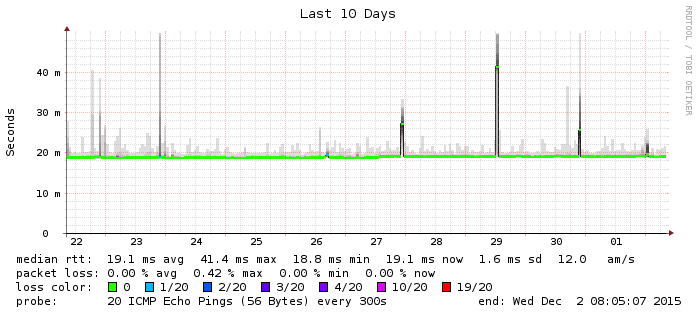 Last 10 Days
RRDTOOL / TOBI OETIKER
Seconds
40 m
30 m
20 m
10 m
0
22 23 24 25 26 27 28 29 30 01
median rtt: 19.1 ms avg 41.4 ms max 18.8 ms min 19.1 ms now 1.6 ms sd 12.0 am/s
packet loss: 0.00 % avg 0.42 % max 0.00 % min 0.00 % now
loss color: 0 1/20 2/20 3/20 4/20 10/20 19/20
probe: 20 ICMP Echo Pings (56 Bytes) every 300s end: Wed Dec 2 08:05:07 2015